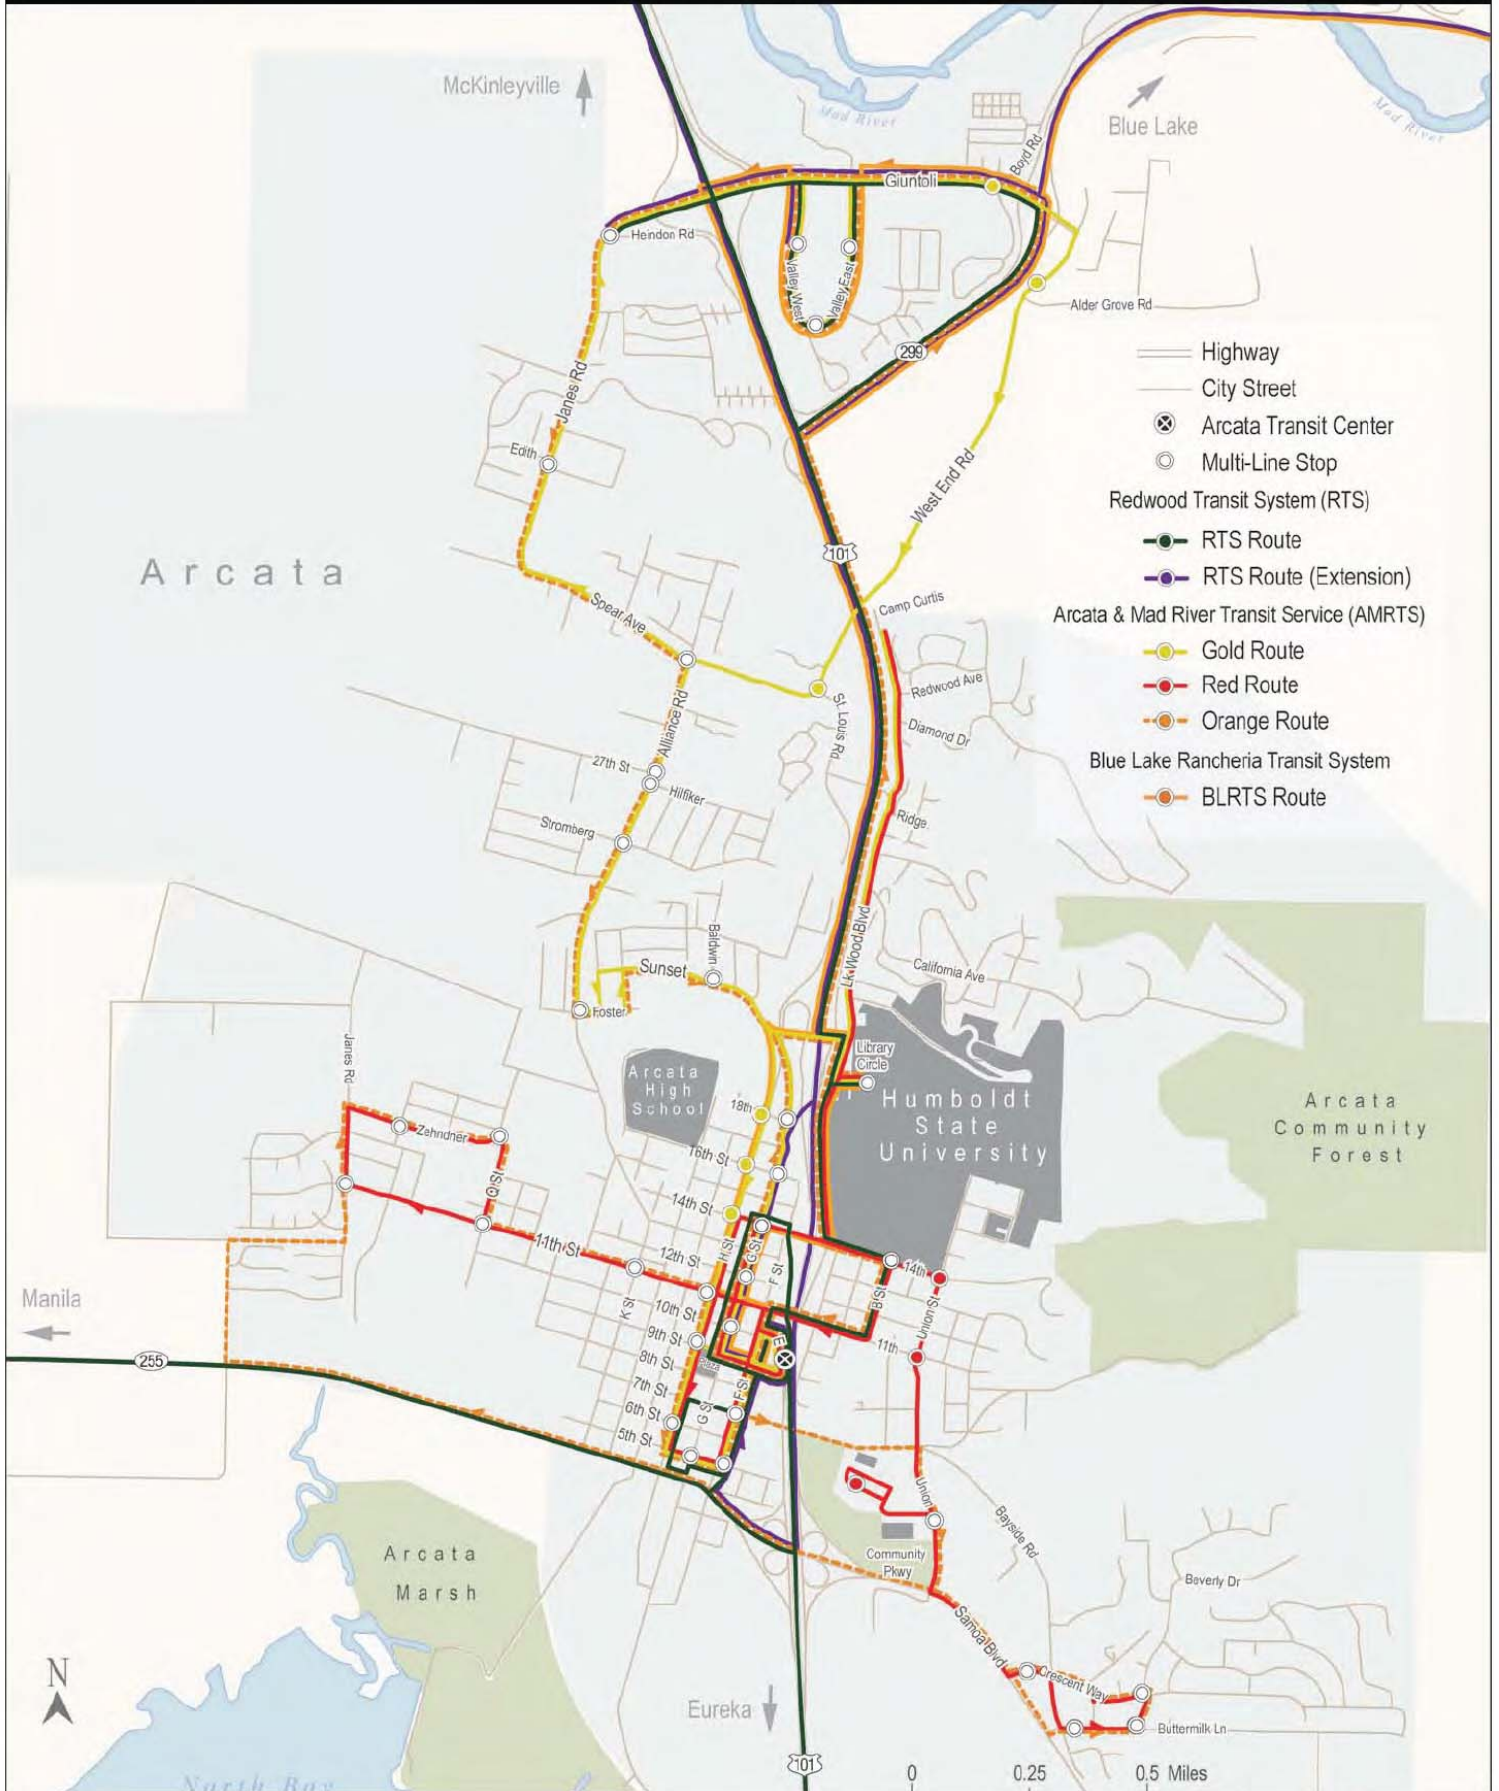 McKinleyville
Mad River
Blue Lake
Mad River
Boyd Rd
Giuntoli
Heindon Rd
Valley West
Valley East
Alder Grove Rd
299
Highway
City Street
Arcata Transit Center
Multi-Line Stop
Redwood Transit System (RTS)
RTS Route
RTS Route (Extension)
Arcata & Mad River Transit Service (AMRTS)
Gold Route
Red Route
Orange Route
Blue Lake Rancheria Transit System
BLRTS Route
Janes Rd
Edith
West End Rd
101
Arcata
Spear Ave
Camp Curtis
Redwood Ave
St. Louis Rd
Diamond Dr
Alliance Rd
27th St
Hilfiker
Stromberg
Ridge
Lk Wood Blvd
Baldwin
Sunset
California Ave
Foster
Janes Rd
Library
Circle
Arcata
High
School
Humboldt
State
University
Arcata
Community
Forest
18th
Zehndner
16th St
Q St
14th St
11th St
12th St
H St
G St
F St
14th
B St
Union St
K St
10th St
9th St
8th St
Plaza
E
11th
Manila
255
7th St
6th St
5th St
G St
F St
Union
Bayside Rd
Community
Pkwy
Arcata
Marsh
Beverly Dr
Samoa Blvd
Crescent Way
Buttermilk Ln
N
Eureka
101
0 0.25 0.5 Miles
North Bay